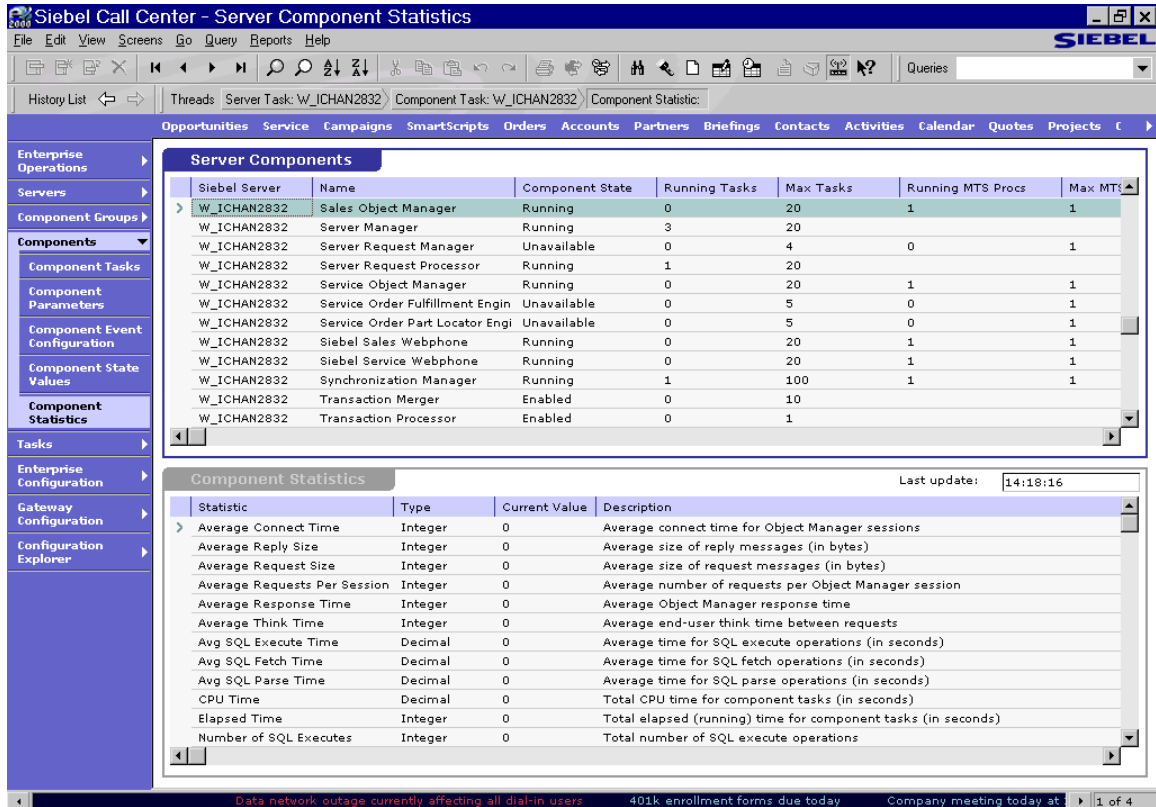 Siebel Call Center - Server Component Statistics
File Edit View Screens Go Query Reports Help
SIEBEL
Queries
History List
Threads Server Task: W_ICHAN2832 Component Task: W_ICHAN2832 Component Statistic:
Opportunities Service Campaigns SmartScripts Orders Accounts Partners Briefings Contacts Activities Calendar Quotes Projects
Enterprise
Operations
Servers
Component Groups
Components
Component Tasks
Component
Parameters
Component Event
Configuration
Component State
Values
Component
Statistics
Tasks
Enterprise
Configuration
Gateway
Configuration
Configuration
Explorer
Server Components
Siebel Server Name Component State Running Tasks Max Tasks Running MTS Procs Max MTS
W_ICHAN2832 Sales Object Manager Running 0 20 1 1
W_ICHAN2832 Server Manager Running 3 20
W_ICHAN2832 Server Request Manager Unavailable 0 4 0 1
W_ICHAN2832 Server Request Processor Running 1 20
W_ICHAN2832 Service Object Manager Running 0 20 1 1
W_ICHAN2832 Service Order Fulfillment Engin Unavailable 0 5 0 1
W_ICHAN2832 Service Order Part Locator Engi Unavailable 0 5 0 1
W_ICHAN2832 Siebel Sales Webphone Running 0 20 1 1
W_ICHAN2832 Siebel Service Webphone Running 0 20 1 1
W_ICHAN2832 Synchronization Manager Running 1 100 1 1
W_ICHAN2832 Transaction Merger Enabled 0 10
W_ICHAN2832 Transaction Processor Enabled 0 1
Component Statistics
Last update: 14:18:16
Statistic Type Current Value Description
Average Connect Time Integer 0 Average connect time for Object Manager sessions
Average Reply Size Integer 0 Average size of reply messages (in bytes)
Average Request Size Integer 0 Average size of request messages (in bytes)
Average Requests Per Session Integer 0 Average number of requests per Object Manager session
Average Response Time Integer 0 Average Object Manager response time
Average Think Time Integer 0 Average end-user think time between requests
Avg SQL Execute Time Decimal 0 Average time for SQL execute operations (in seconds)
Avg SQL Fetch Time Decimal 0 Average time for SQL fetch operations (in seconds)
Avg SQL Parse Time Decimal 0 Average time for SQL parse operations (in seconds)
CPU Time Decimal 0 Total CPU time for component tasks (in seconds)
Elapsed Time Integer 0 Total elapsed (running) time for component tasks (in seconds)
Number of SQL Executes Integer 0 Total number of SQL execute operations
Data network outage currently affecting all dial-in users 401k enrollment forms due today Company meeting today at
1 of 4